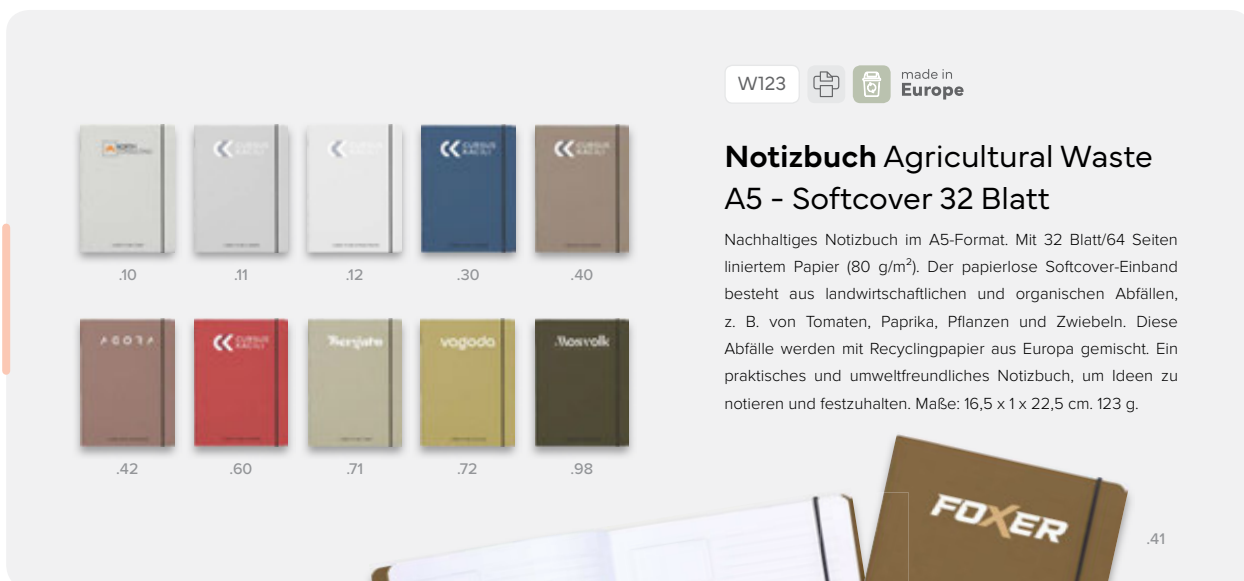 W123
made in
Europe
Notizbuch Agricultural Waste
A5 - Softcover 32 Blatt
Nachhaltiges Notizbuch im A5-Format. Mit 32 Blatt/64 Seiten
liniertem Papier (80 g/m²). Der papierlose Softcover-Einband
besteht aus landwirtschaftlichen und organischen Abfällen,
z. B. von Tomaten, Paprika, Pflanzen und Zwiebeln. Diese
Abfälle werden mit Recyclingpapier aus Europa gemischt. Ein
praktisches und umweltfreundliches Notizbuch, um Ideen zu
notieren und festzuhalten. Maße: 16,5 x 1 x 22,5 cm. 123 g.
.10
.11
.12
.30
.40
AGORA
vogoda
.42
.60
.71
.72
.98
FOXER
.41